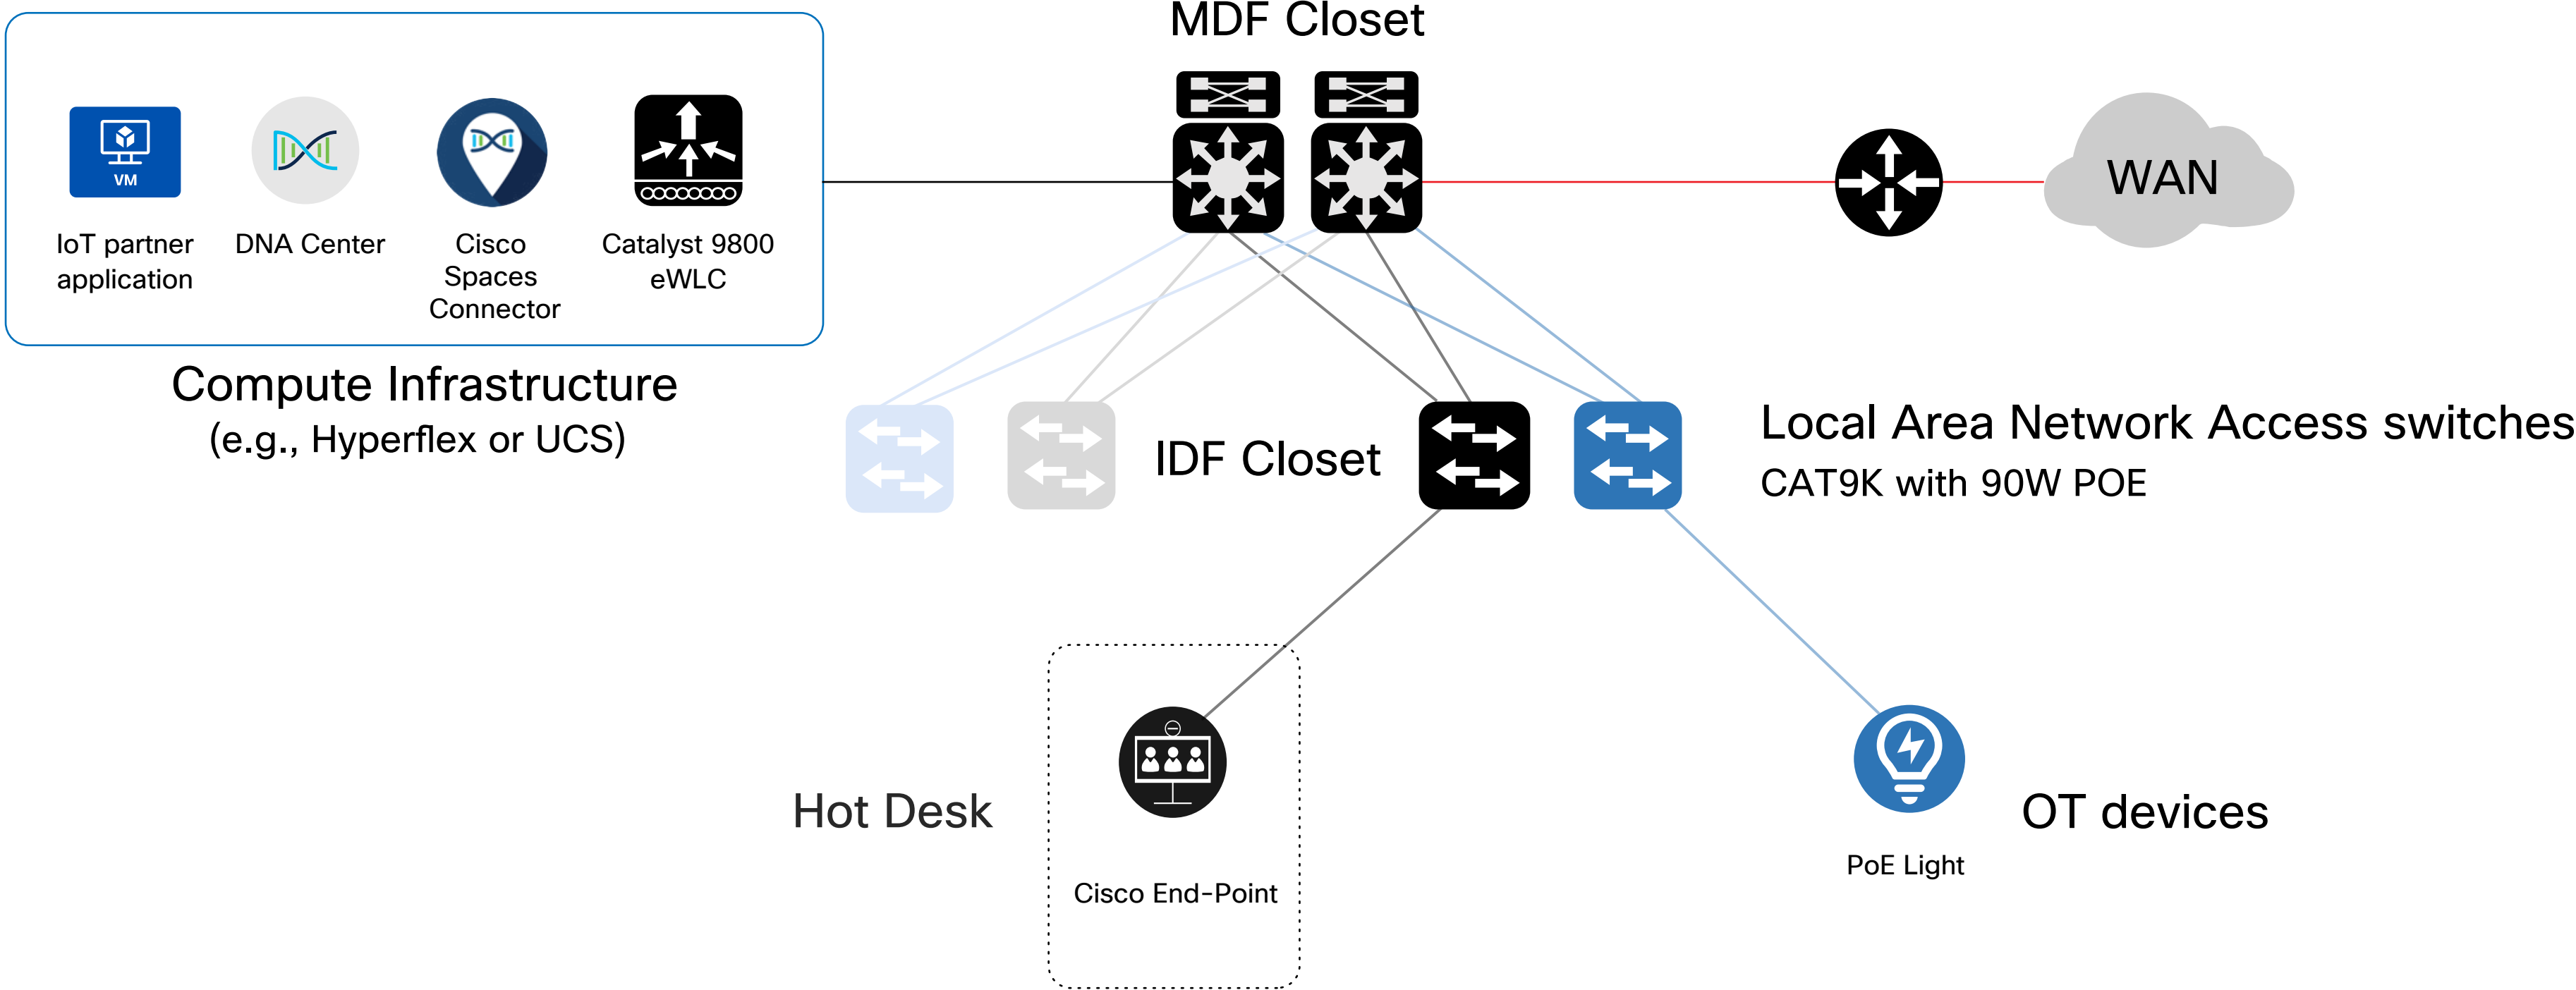 MDF Closet
VM
IoT partner
application
DNA Center
Cisco
Spaces
Connector
Catalyst 9800
eWLC
WAN
Compute Infrastructure
(e.g., Hyperflex or UCS)
IDF Closet
Local Area Network Access switches
CAT9K with 90W POE
Hot Desk
Cisco End-Point
OT devices
PoE Light